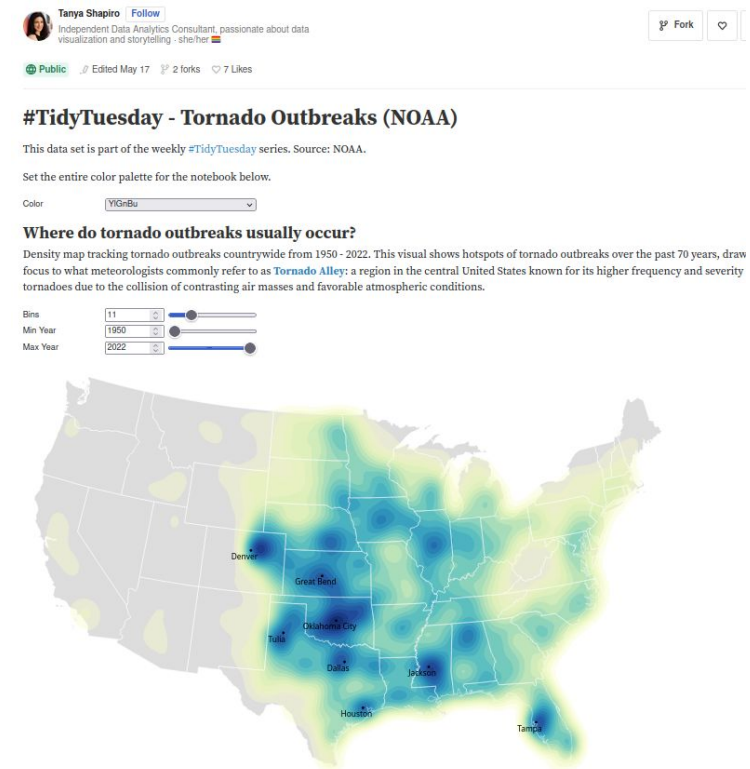 Tanya Shapiro Follow
Independent Data Analytics Consultant, passionate about data
visualization and storytelling - she/her 🏳️‍🌈
Fork
Public Edited May 17 2 forks 7 Likes
#TidyTuesday - Tornado Outbreaks (NOAA)
This data set is part of the weekly #TidyTuesday series. Source: NOAA.
Set the entire color palette for the notebook below.
Color YlGnBu
Where do tornado outbreaks usually occur?
Density map tracking tornado outbreaks countrywide from 1950 - 2022. This visual shows hotspots of tornado outbreaks over the past 70 years, draw
focus to what meteorologists commonly refer to as Tornado Alley: a region in the central United States known for its higher frequency and severity
tornadoes due to the collision of contrasting air masses and favorable atmospheric conditions.
Bins 11
Min Year 1950
Max Year 2022
Denver
Great Bend
Oklahoma City
Tulia
Dallas
Jackson
Houston
Tampa